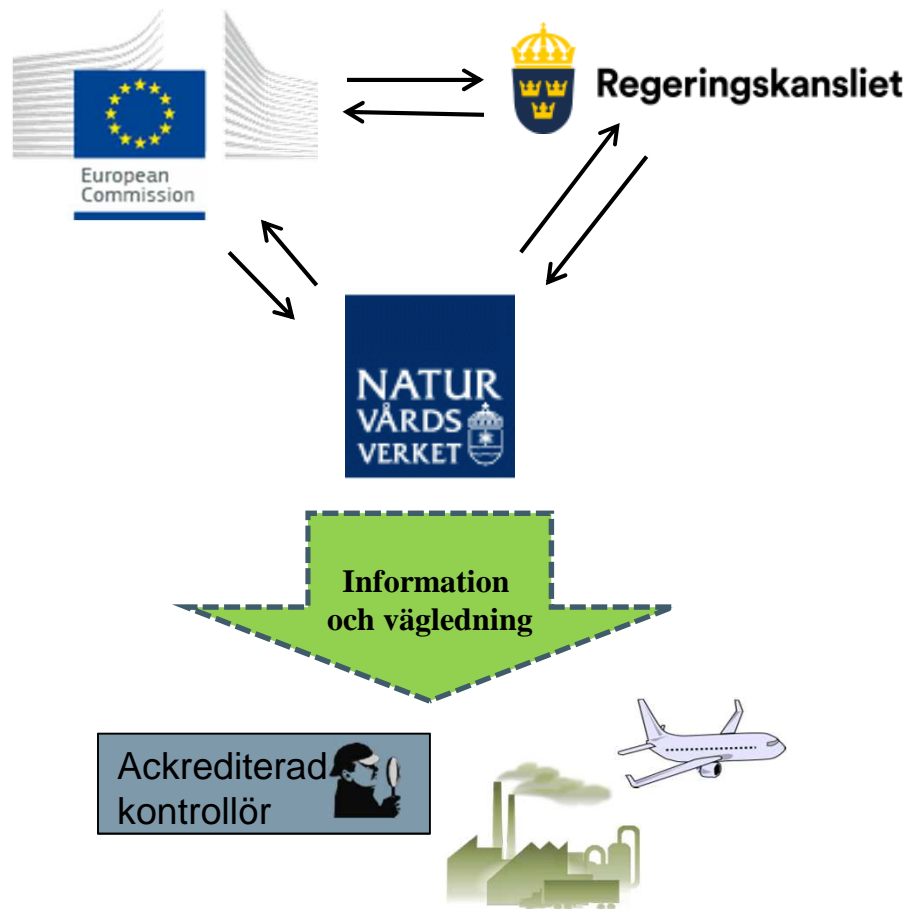 European
Commission
Regeringskansliet
NATUR
VÅRDS
VERKET
Information
och vägledning
Ackrediterad
kontrollör